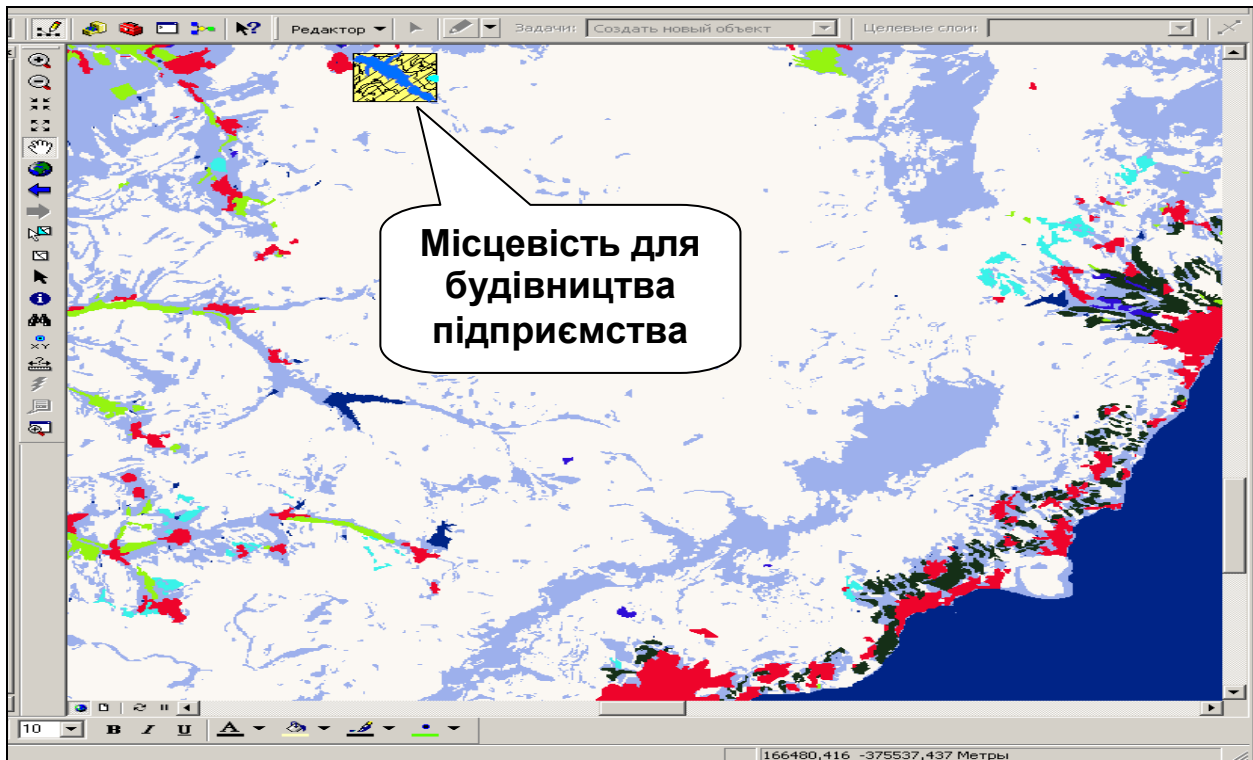 Редактор
Задачи:
Создать новый объект
Целевые слои:
Місцевість для
будівництва
підприємства
10
B I U A
166480,416 -375537,437 Метры